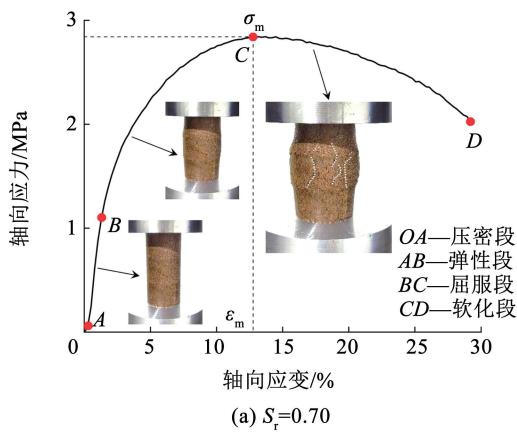 σm
3
C
2
D
轴向应力/MPa
B
1
OA—压密段
AB—弹性段
BC—屈服段
CD—软化段
A
εm
0
5
10
15
20
25
30
轴向应变/%
(a) Sr=0.70